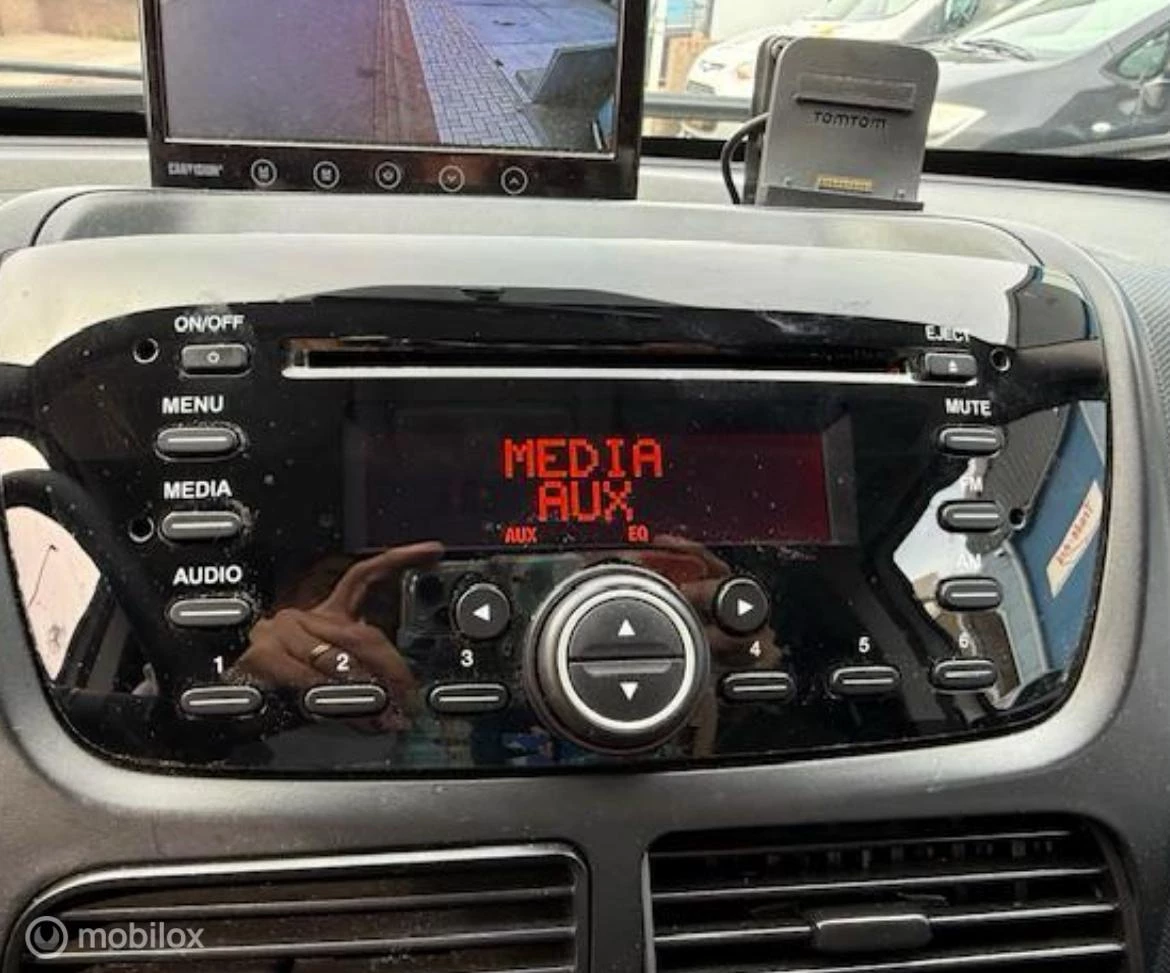 TOMTOM
CARVISION
ON/OFF
EJECT
MENU
MUTE
MEDIA
AUX
AUX EQ
MEDIA
FM
AUDIO
AM
1
2
3
4
5
6
mobilox